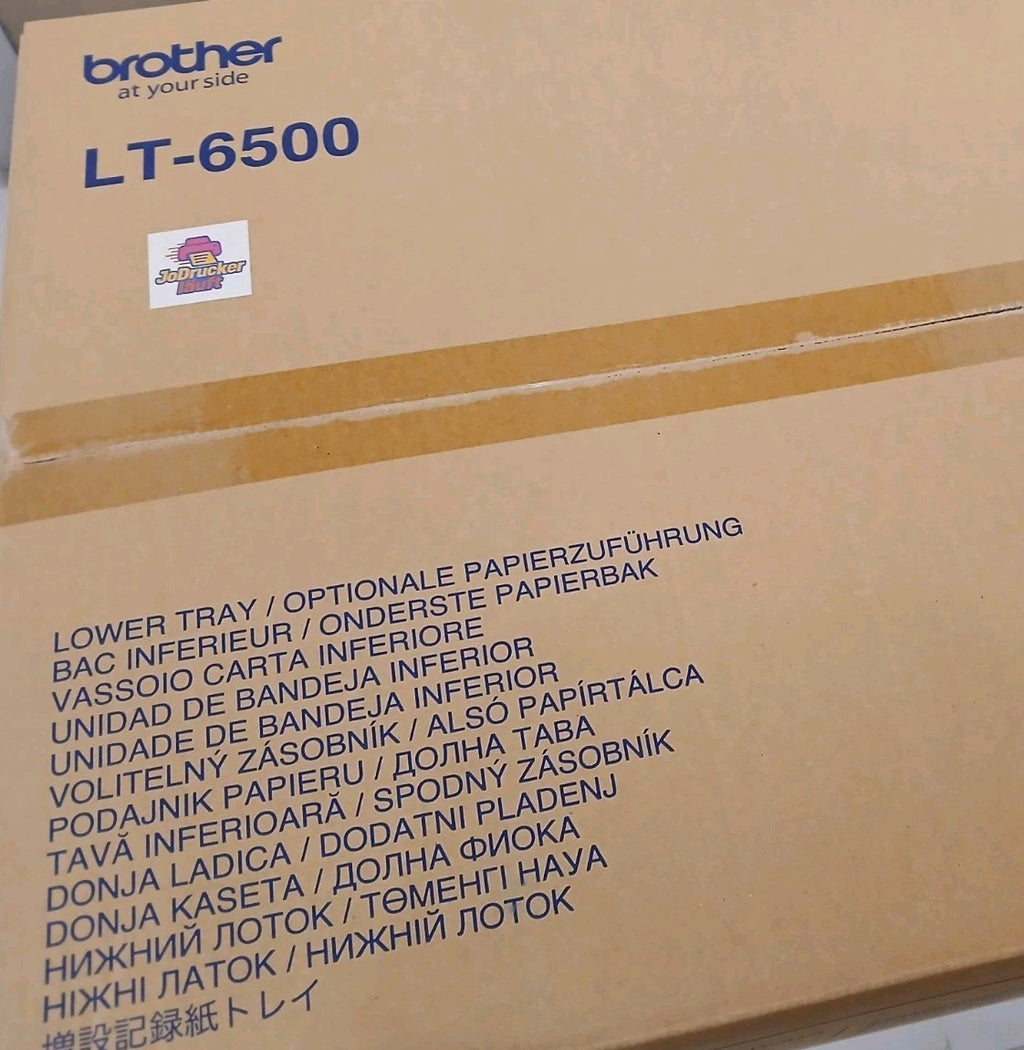 brother
at your side
LT-6500
JoDrucker
läuft
LOWER TRAY / OPTIONALE PAPIERZUFÜHRUNG
BAC INFERIEUR / ONDERSTE PAPIERBAK
VASSOIO CARTA INFERIORE
UNIDAD DE BANDEJA INFERIOR
UNIDADE DE BANDEJA INFERIOR
VOLITELNÝ ZÁSOBNÍK / ALSÓ PAPÍRTÁLCA
PODAJNIK PAPIERU / ДОЛНА ТАВА
TAVĂ INFERIOARĂ / SPODNÝ ZÁSOBNÍK
DONJA LADICA / DODATNI PLADENJ
DONJA KASETA / ДОЛНА ФИОКА
НИЖНИЙ ЛОТОК / ТӨМЕНГІ НАУА
НІЖНІ ЛАТОК / НИЖНІЙ ЛОТОК
増設記録紙トレイ